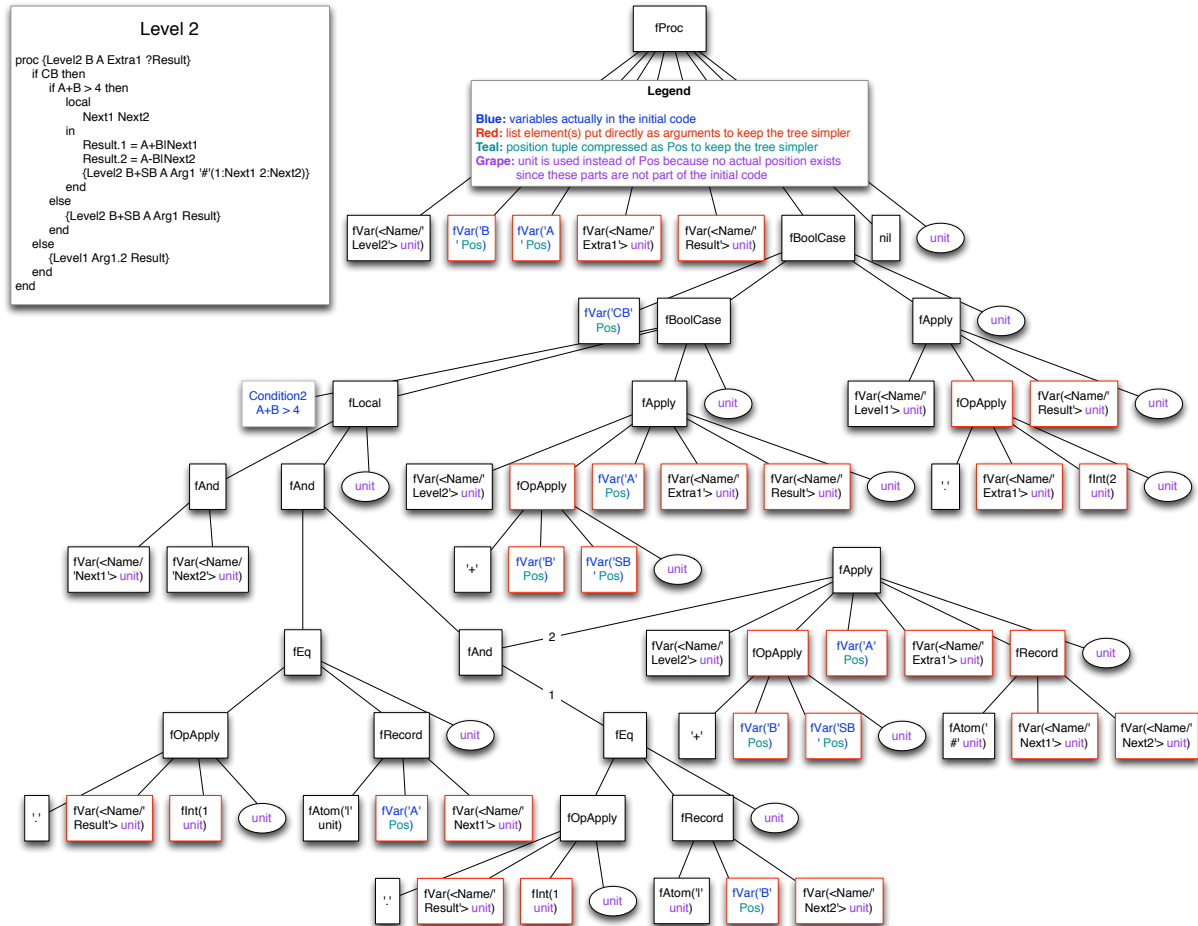 Level 2
proc {Level2 B A Extra1 ?Result}
if CB then
if A+B > 4 then
local
Next1 Next2
in
Result.1 = A+B|Next1
Result.2 = A-B|Next2
{Level2 B+SB A Arg1 '#'(1:Next1 2:Next2)}
end
else
{Level2 B+SB A Arg1 Result}
end
else
{Level1 Arg1.2 Result}
end
end
fProc
Legend
Blue: variables actually in the initial code
Red: list element(s) put directly as arguments to keep the tree simpler
Teal: position tuple compressed as Pos to keep the tree simpler
Grape: unit is used instead of Pos because no actual position exists
since these parts are not part of the initial code
fVar(<Name/'
Level2'> unit)
fVar('B
' Pos)
fVar('A
' Pos)
fVar(<Name/'
Extra1'> unit)
fVar(<Name/'
Result'> unit)
fBoolCase
nil
unit
fVar('CB'
Pos)
fBoolCase
fApply
unit
Condition2
A+B > 4
fLocal
fApply
unit
fVar(<Name/'
Level1'> unit)
fOpApply
fVar(<Name/'
Result'> unit)
unit
fAnd
fAnd
unit
fVar(<Name/'
Level2'> unit)
fOpApply
fVar('A'
Pos)
fVar(<Name/'
Extra1'> unit)
fVar(<Name/'
Result'> unit)
unit
'.'
fVar(<Name/'
Extra1'> unit)
fInt(2
unit)
unit
fVar(<Name/
'Next1'> unit)
fVar(<Name/
'Next2'> unit)
'+'
fVar('B'
Pos)
fVar('SB
' Pos)
unit
fApply
fEq
fAnd
2
1
fVar(<Name/'
Level2'> unit)
fOpApply
fVar('A'
Pos)
fVar(<Name/'
Extra1'> unit)
fRecord
unit
fOpApply
fRecord
unit
fEq
'+'
fVar('B'
Pos)
fVar('SB
' Pos)
unit
fAtom('
#' unit)
fVar(<Name/'
Next1'> unit)
fVar(<Name/'
Next2'> unit)
'.'
fVar(<Name/'
Result'> unit)
fInt(1
unit)
unit
fAtom('|'
unit)
fVar('A'
Pos)
fVar(<Name/'
Next1'> unit)
fOpApply
fRecord
unit
'.'
fVar(<Name/'
Result'> unit)
fInt(1
unit)
unit
fAtom('|'
unit)
fVar('B'
Pos)
fVar(<Name/'
Next2'> unit)